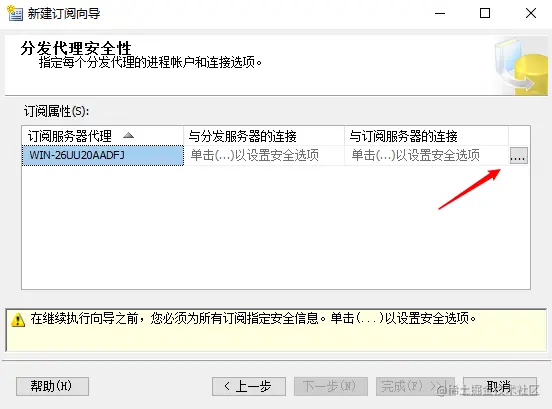 新建订阅向导
分发代理安全性
指定每个分发代理的进程帐户和连接选项。
订阅属性(S):
订阅服务器代理 与分发服务器的连接 与订阅服务器的连接
WIN-26UU20AADFJ 单击(...)以设置安全选项 单击(...)以设置安全选项 ....
在继续执行向导之前，您必须为所有订阅指定安全信息。单击(...)以设置安全选项。
帮助(H) < 上一步 下一步(N) 完成(F) >>| 取消
@稀土掘金技术社区